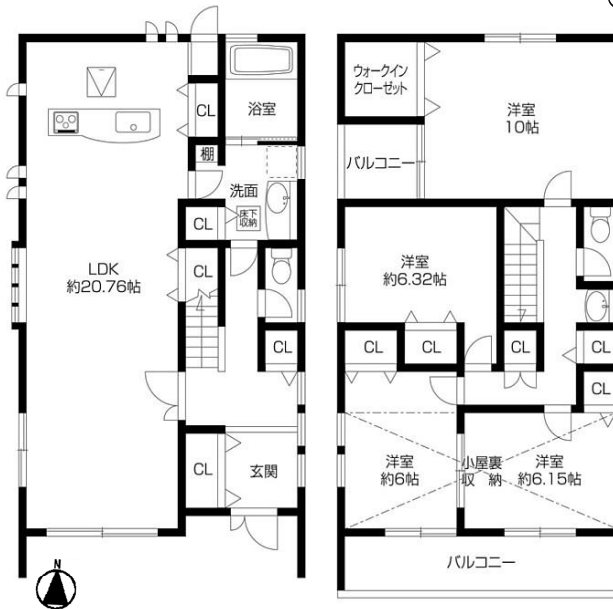 CL
浴室
棚
洗面
床下
収納
CL
LDK
約20.76帖
CL
CL
CL
玄関
N
ウォークイン
クローゼット
洋室
10帖
バルコニー
洋室
約6.32帖
CL
CL
CL
CL
CL
洋室
約6帖
小屋裏
収納
洋室
約6.15帖
バルコニー